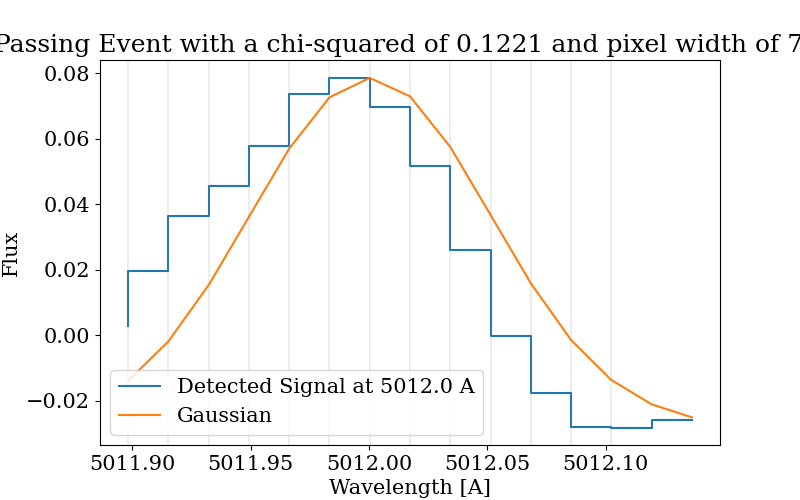 Passing Event with a chi-squared of 0.1221 and pixel width of 7
0.08
0.06
0.04
0.02
0.00
−0.02
Flux
Detected Signal at 5012.0 A
Gaussian
5011.90 5011.95 5012.00 5012.05 5012.10
Wavelength [A]